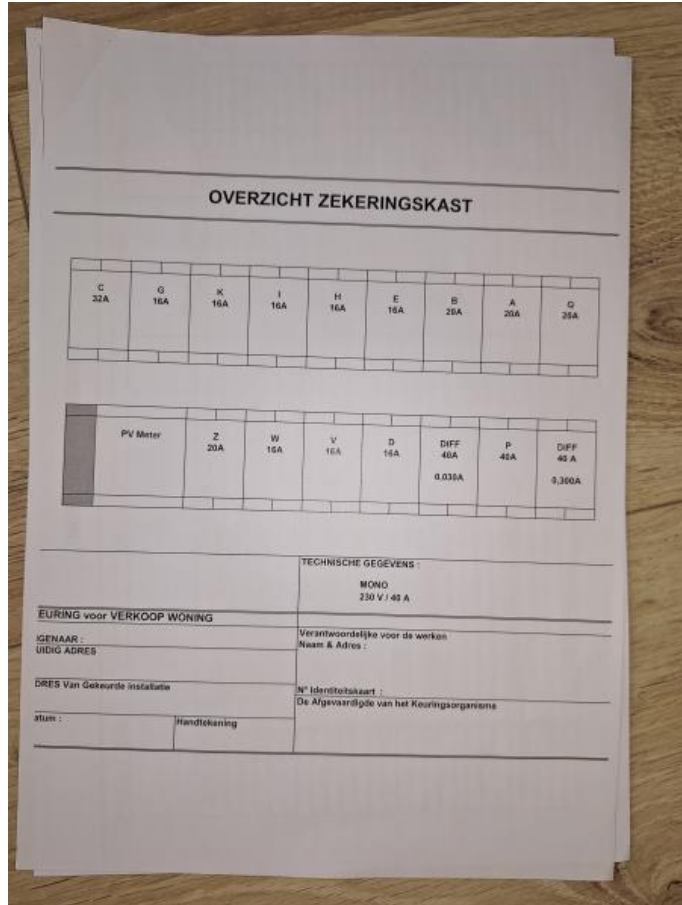 OVERZICHT ZEKERINGSKAST
C G K I H E B A Q
32A 16A 16A 16A 16A 16A 20A 20A 25A
PV Meter Z W V D DIFF P DIFF
20A 16A 16A 16A 40A 40A 40 A
0,030A 0,300A
TECHNISCHE GEGEVENS :
MONO
230 V / 40 A
EURING voor VERKOOP WONING
IGENAAR :
UIDIG ADRES
Verantwoordelijke voor de werken
Naam & Adres :
DRES Van Gekeurde installatie
N° Identiteitskaart :
De Afgevaardigde van het Keuringsorganisme
atum :
Handtekening